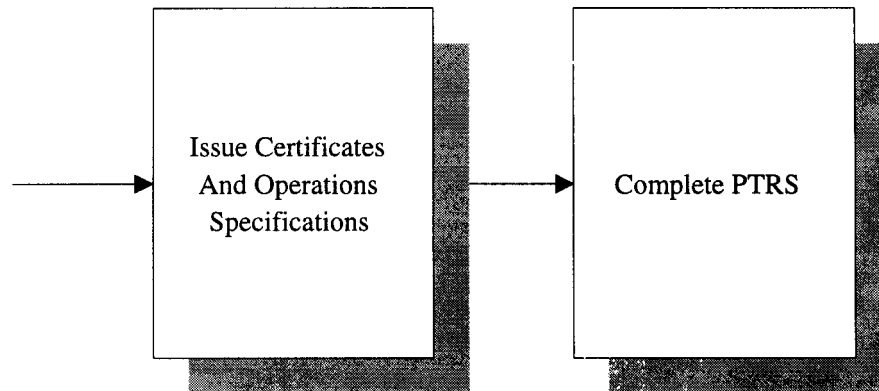 Issue Certificates
And Operations
Specifications
Complete PTRS